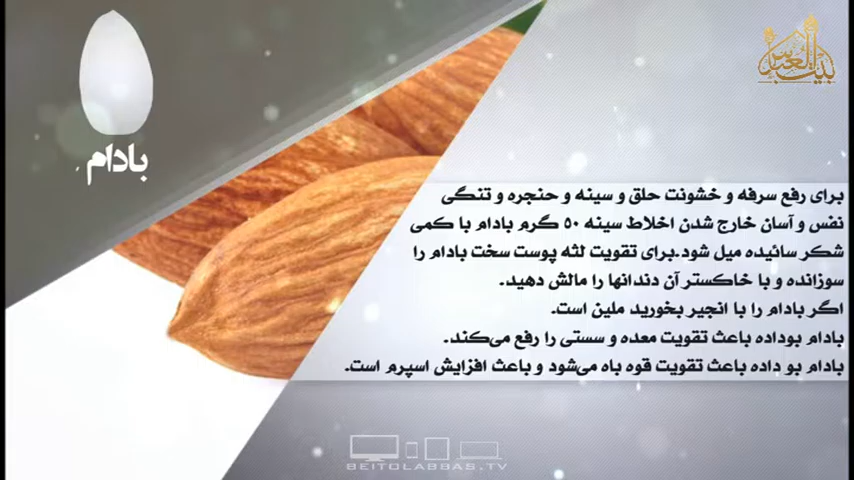 بیت العباس
بادام
برای رفع سرفه و خشونت حلق و سینه و حنجره و تنگی
نفس و آسان خارج شدن اخلاط سینه ۵۰ گرم بادام با کمی
شکر سائیده میل شود.برای تقویت لثه پوست سخت بادام را
سوزانده و با خاکستر آن دندانها را مالش دهید.
اگر بادام را با انجیر بخورید ملین است.
بادام بوداده باعث تقویت معده و سستی را رفع می‌کند.
بادام بو داده باعث تقویت قوه باه می‌شود و باعث افزایش اسپرم است.
BEITOLABBAS.TV